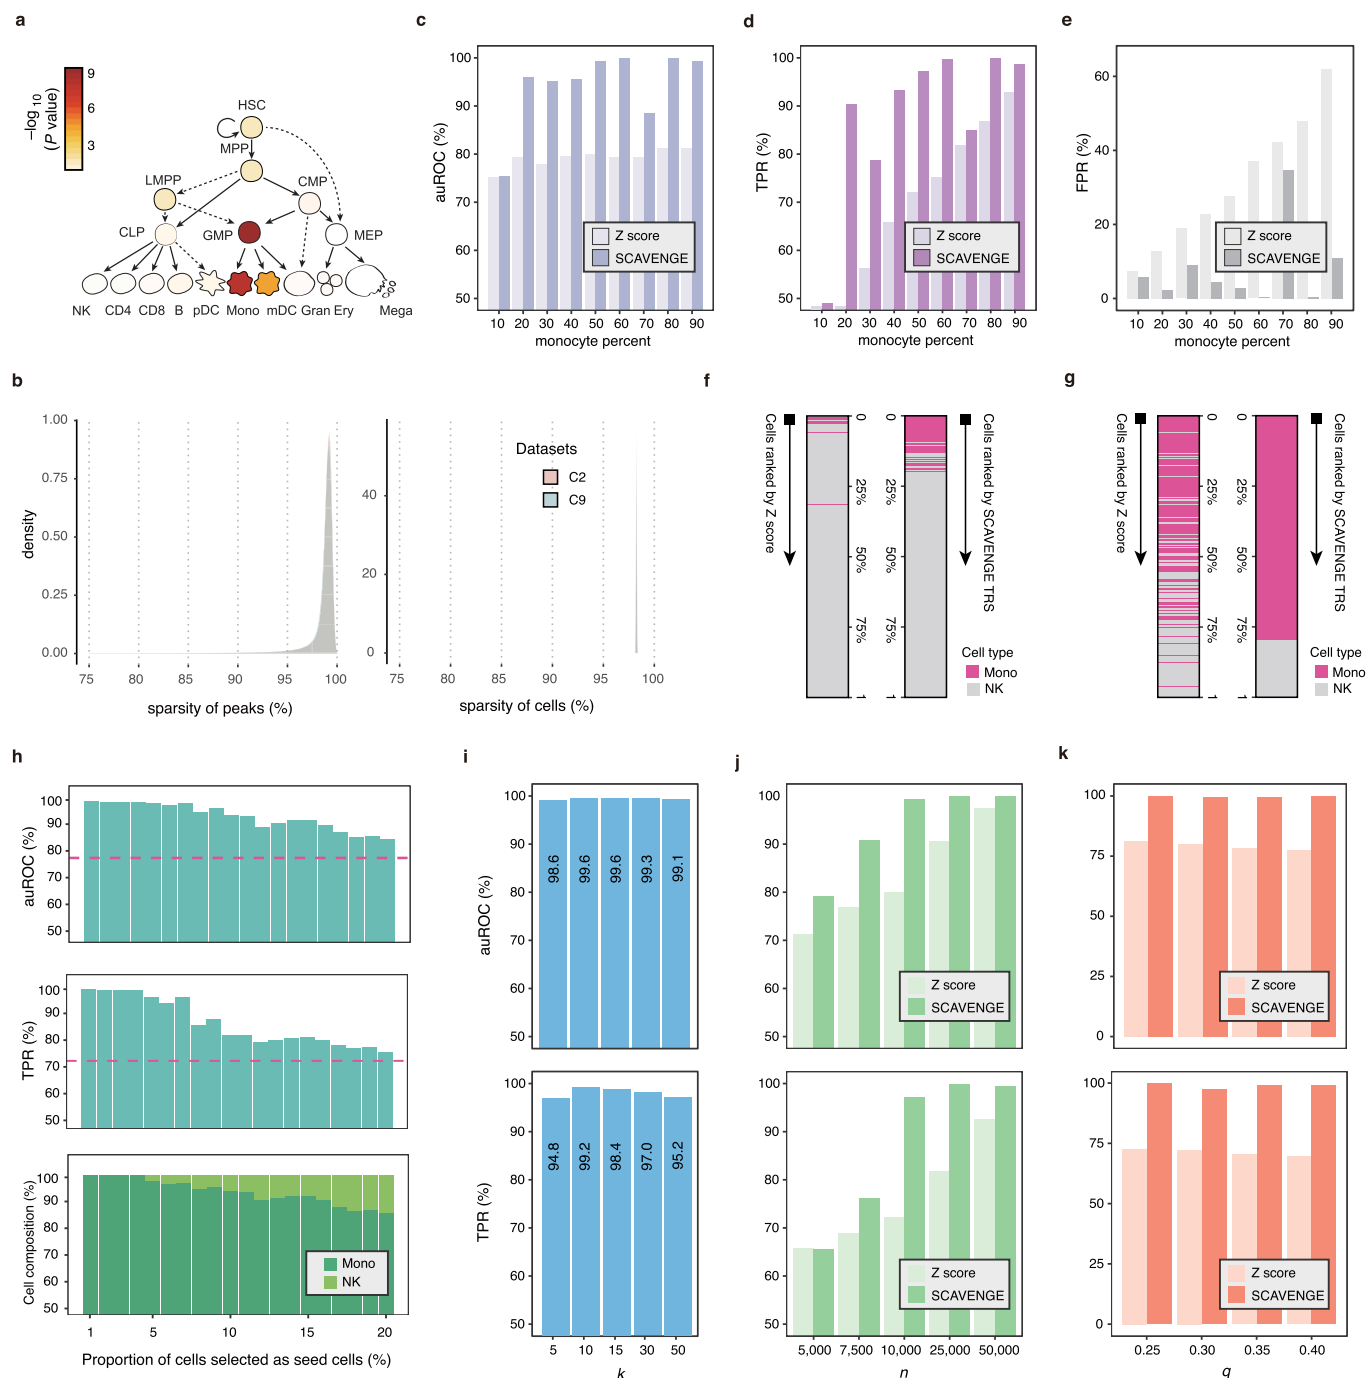 a
−log 10
(P value)
9
6
3
HSC
MPP
LMPP
CMP
CLP
GMP
MEP
NK CD4 CD8 B pDC Mono mDC Gran Ery Mega
c
auROC (%)
100
90
80
70
60
50
Z score
SCAVENGE
10 20 30 40 50 60 70 80 90
monocyte percent
d
TPR (%)
100
90
80
70
60
50
Z score
SCAVENGE
10 20 30 40 50 60 70 80 90
monocyte percent
e
FPR (%)
60
40
20
0
Z score
SCAVENGE
10 20 30 40 50 60 70 80 90
monocyte percent
b
density
1.00
0.75
0.50
0.25
0.00
75 80 85 90 95 100
sparsity of peaks (%)
40
20
0
75 80 85 90 95 100
sparsity of cells (%)
Datasets
C2
C9
f
Cells ranked by Z score
0 25% 50% 75% 1
0 25% 50% 75% 1
Cells ranked by SCAVENGE TRS
Cell type
Mono
NK
g
Cells ranked by Z score
0 25% 50% 75% 1
0 25% 50% 75% 1
Cells ranked by SCAVENGE TRS
Cell type
Mono
NK
h
auROC (%)
100
90
80
70
60
50
TPR (%)
100
90
80
70
60
50
Cell composition (%)
100
90
80
70
60
50
Mono
NK
1 5 10 15 20
Proportion of cells selected as seed cells (%)
i
auROC (%)
100
90
80
70
60
50
98.6 99.6 99.6 99.3 99.1
TPR (%)
100
90
80
70
60
50
94.8 99.2 98.4 97.0 95.2
5 10 15 30 50
k
j
100
90
80
70
60
50
Z score
SCAVENGE
100
90
80
70
60
50
Z score
SCAVENGE
5,000 7,500 10,000 25,000 50,000
n
k
100
75
50
25
0
Z score
SCAVENGE
100
75
50
25
0
Z score
SCAVENGE
0.25 0.30 0.35 0.40
q